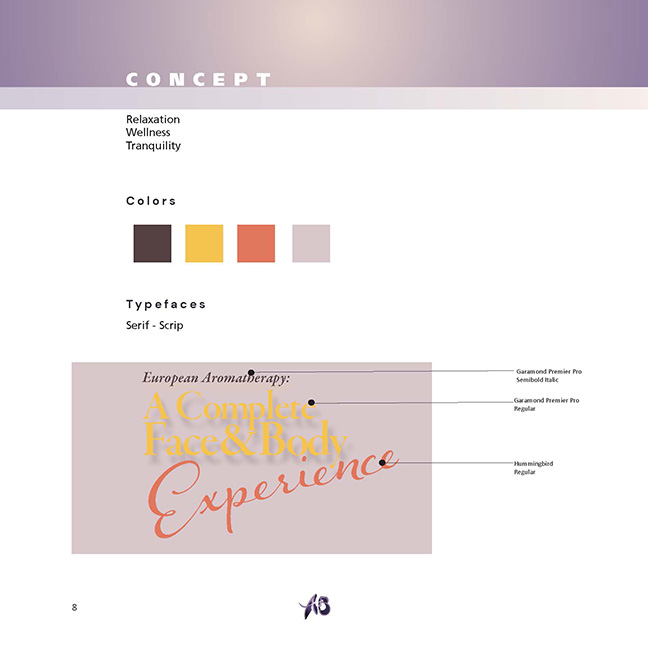 CONCEPT
Relaxation
Wellness
Tranquility
Colors
Typefaces
Serif - Scrip
European Aromatherapy:
A Complete
Face & Body
Experience
Garamond Premier Pro
Semibold Italic
Garamond Premier Pro
Regular
Hummingbird
Regular
8
AB